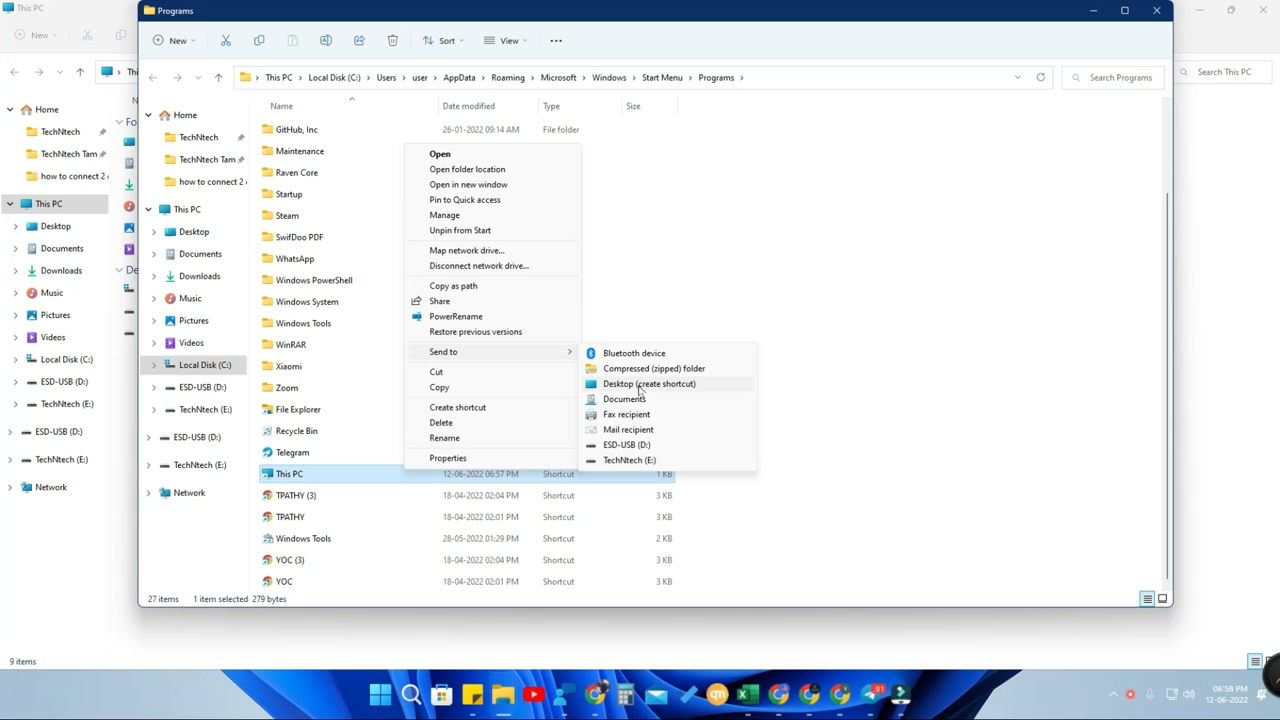 This PC
New
Th
Search This PC
Home
TechNtech
TechNtech Tam
how to connect 2
This PC
Desktop
Documents
Downloads
Music
Pictures
Videos
Local Disk (C:)
ESD-USB (D:)
TechNtech (E:)
ESD-USB (D:)
TechNtech (E:)
Network
9 items
N
Fo
De
Programs
New
Sort
View
This PC > Local Disk (C:) > Users > user > AppData > Roaming > Microsoft > Windows > Start Menu > Programs >
Search Programs
Home
TechNtech
TechNtech Tam
how to connect 2
This PC
Desktop
Documents
Downloads
Music
Pictures
Videos
Local Disk (C:)
ESD-USB (D:)
TechNtech (E:)
ESD-USB (D:)
TechNtech (E:)
Network
Name Date modified Type Size
GitHub, Inc 26-01-2022 09:14 AM File folder
Maintenance
Raven Core
Startup
Steam
SwifDoo PDF
WhatsApp
Windows PowerShell
Windows System
Windows Tools
WinRAR
Xiaomi
Zoom
File Explorer
Recycle Bin
Telegram
This PC 12-06-2022 06:57 PM Shortcut 1 KB
TPATHY (3) 18-04-2022 02:04 PM Shortcut 3 KB
TPATHY 18-04-2022 02:01 PM Shortcut 3 KB
Windows Tools 28-05-2022 01:29 PM Shortcut 2 KB
YOC (3) 18-04-2022 02:04 PM Shortcut 3 KB
YOC 18-04-2022 02:01 PM Shortcut 3 KB
27 items 1 item selected 279 bytes
Open
Open folder location
Open in new window
Pin to Quick access
Manage
Unpin from Start
Map network drive...
Disconnect network drive...
Copy as path
Share
PowerRename
Restore previous versions
Send to
Cut
Copy
Create shortcut
Delete
Rename
Properties
Bluetooth device
Compressed (zipped) folder
Desktop (create shortcut)
Documents
Fax recipient
Mail recipient
ESD-USB (D:)
TechNtech (E:)
qm
91
06:58 PM
12-06-2022